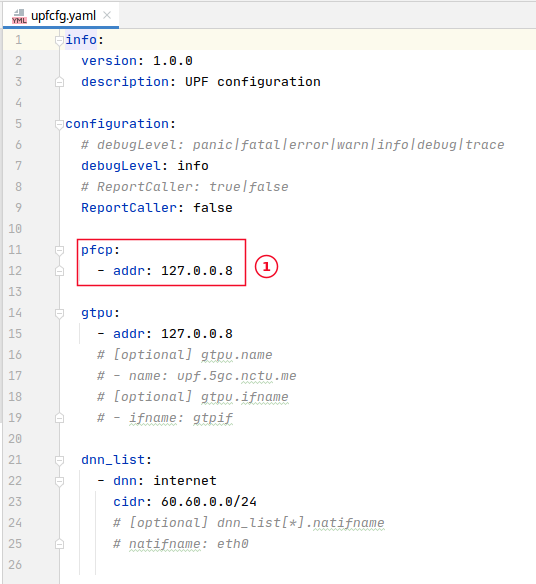 YML upfcfg.yaml ×
1 info:
2   version: 1.0.0
3   description: UPF configuration
4
5 configuration:
6   # debugLevel: panic|fatal|error|warn|info|debug|trace
7   debugLevel: info
8   # ReportCaller: true|false
9   ReportCaller: false
10
11   pfcp:
12     - addr: 127.0.0.8 1
13
14   gtpu:
15     - addr: 127.0.0.8
16     # [optional] gtpu.name
17     # - name: upf.5gc.nctu.me
18     # [optional] gtpu.ifname
19     # - ifname: gtpif
20
21   dnn_list:
22     - dnn: internet
23       cidr: 60.60.0.0/24
24       # [optional] dnn_list[*].natifname
25       # natifname: eth0
26